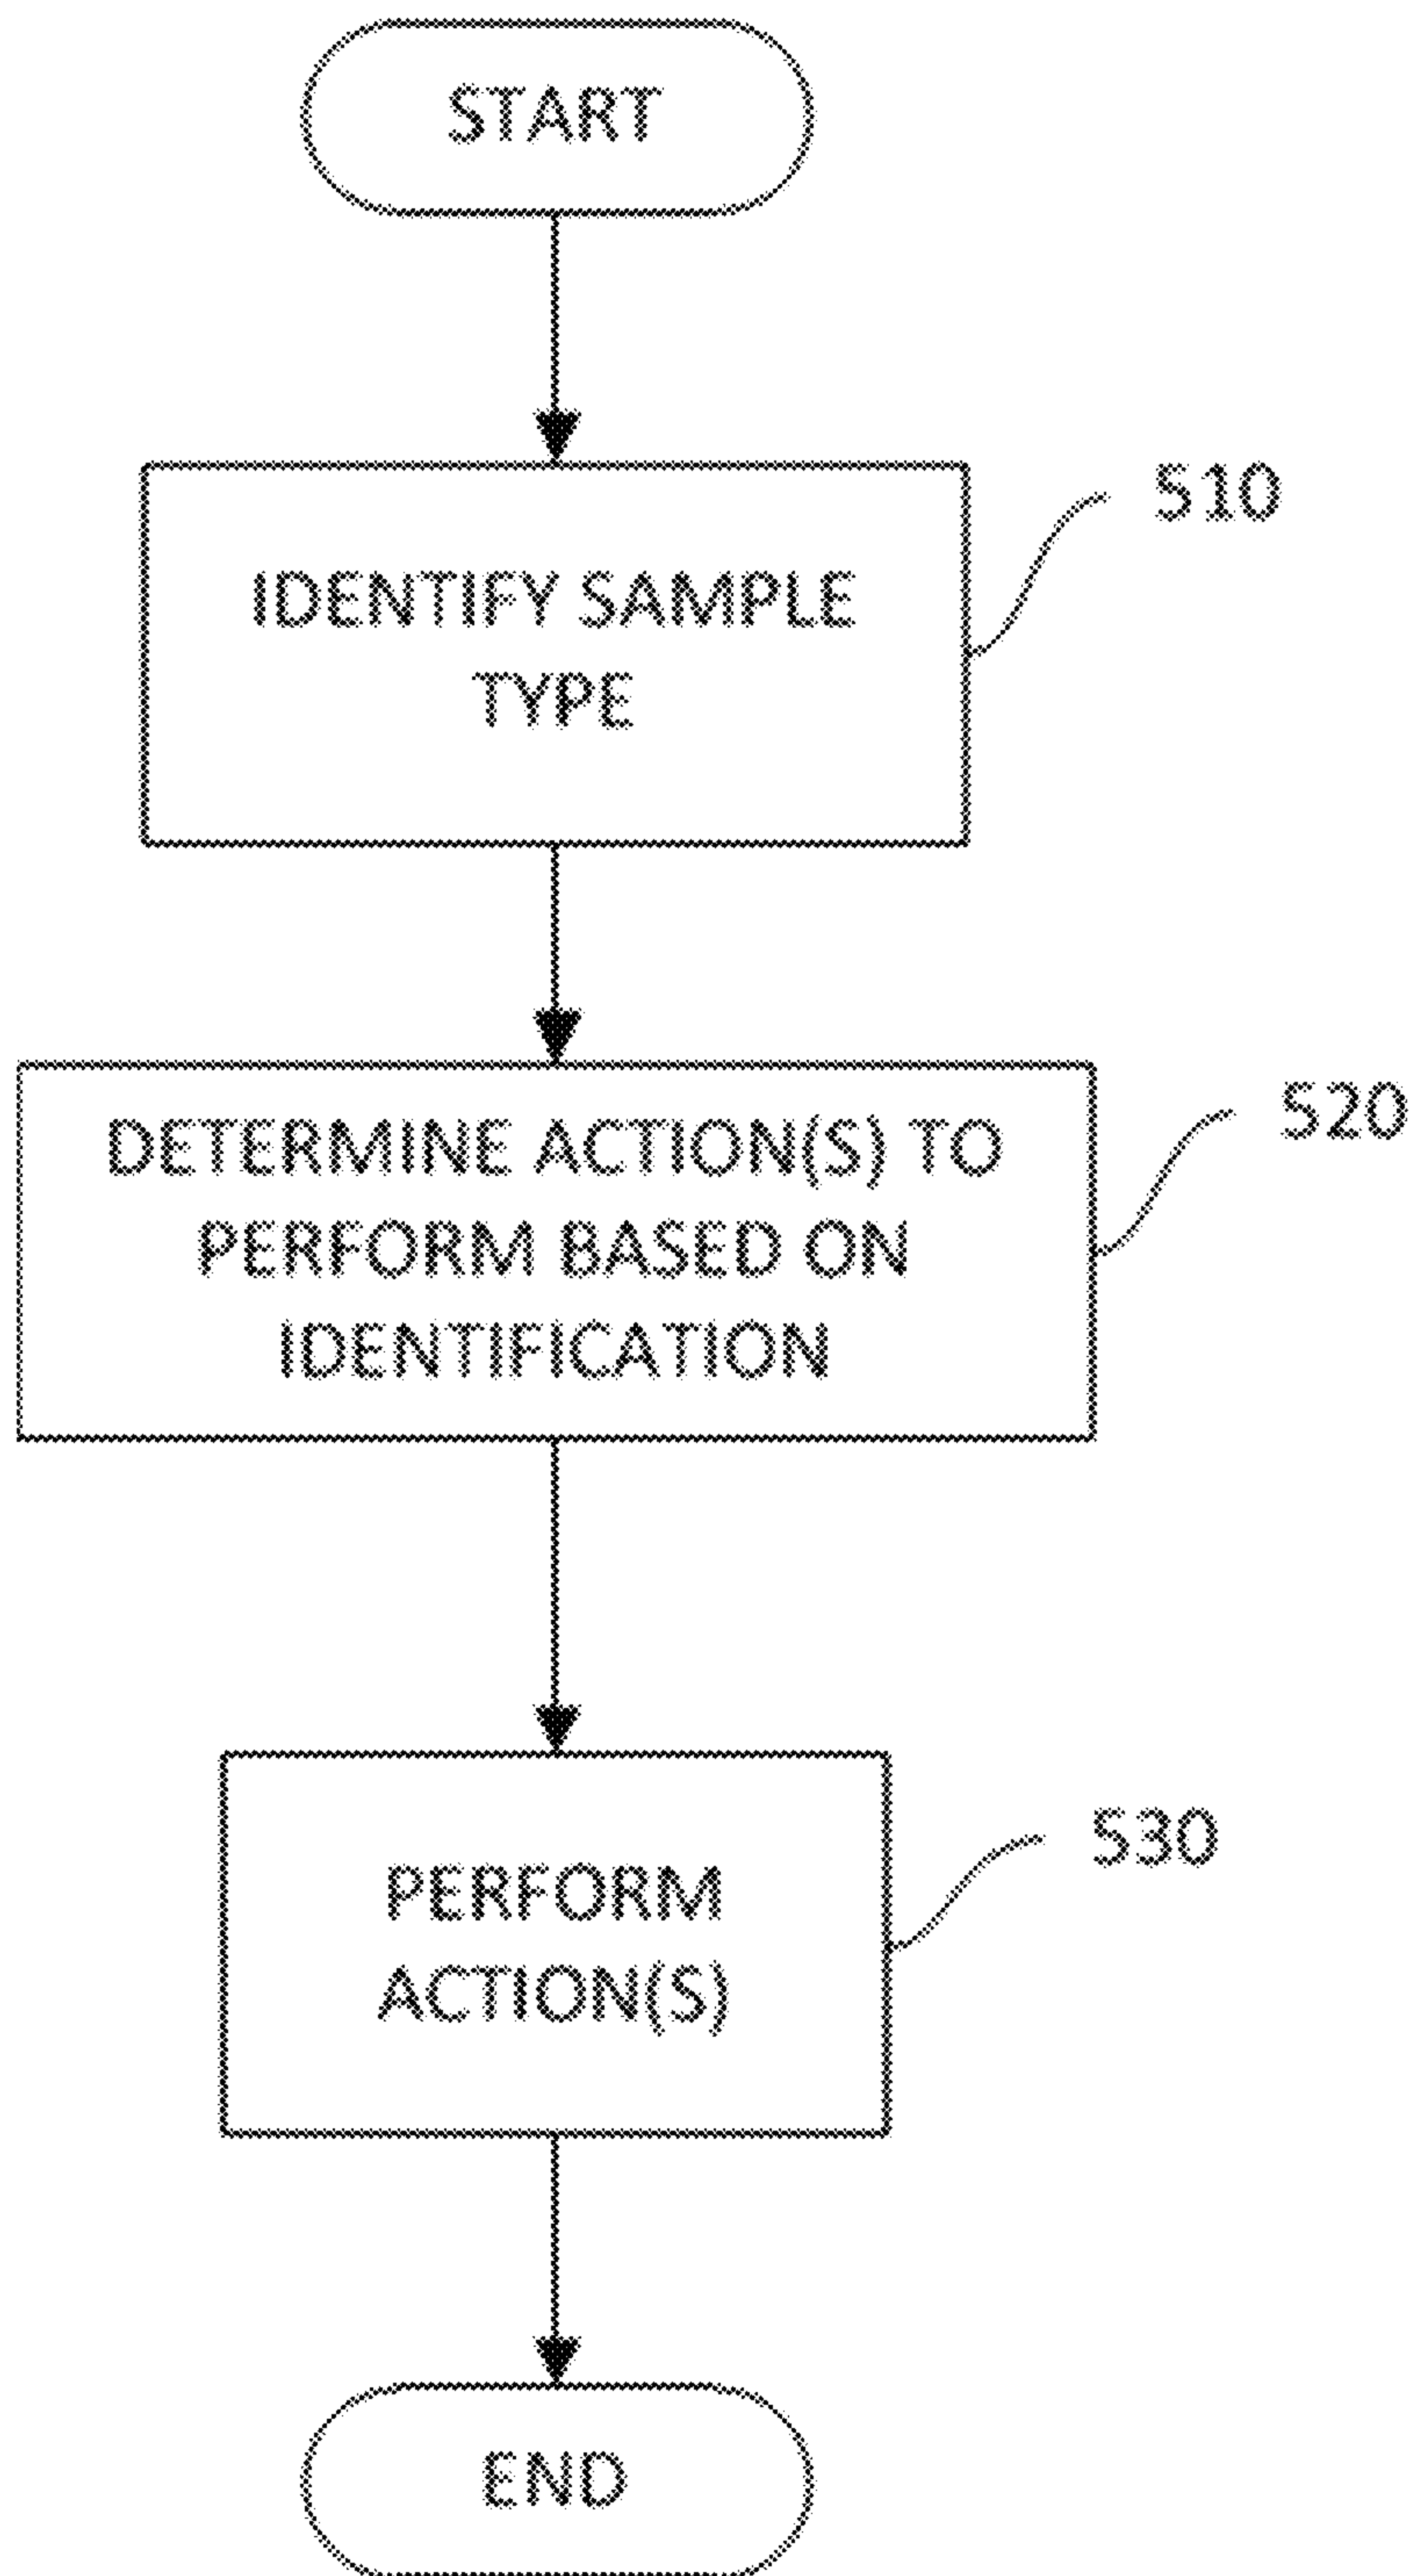 START
510
IDENTIFY SAMPLE
TYPE
520
DETERMINE ACTION(S) TO
PERFORM BASED ON
IDENTIFICATION
530
PERFORM
ACTION(S)
END